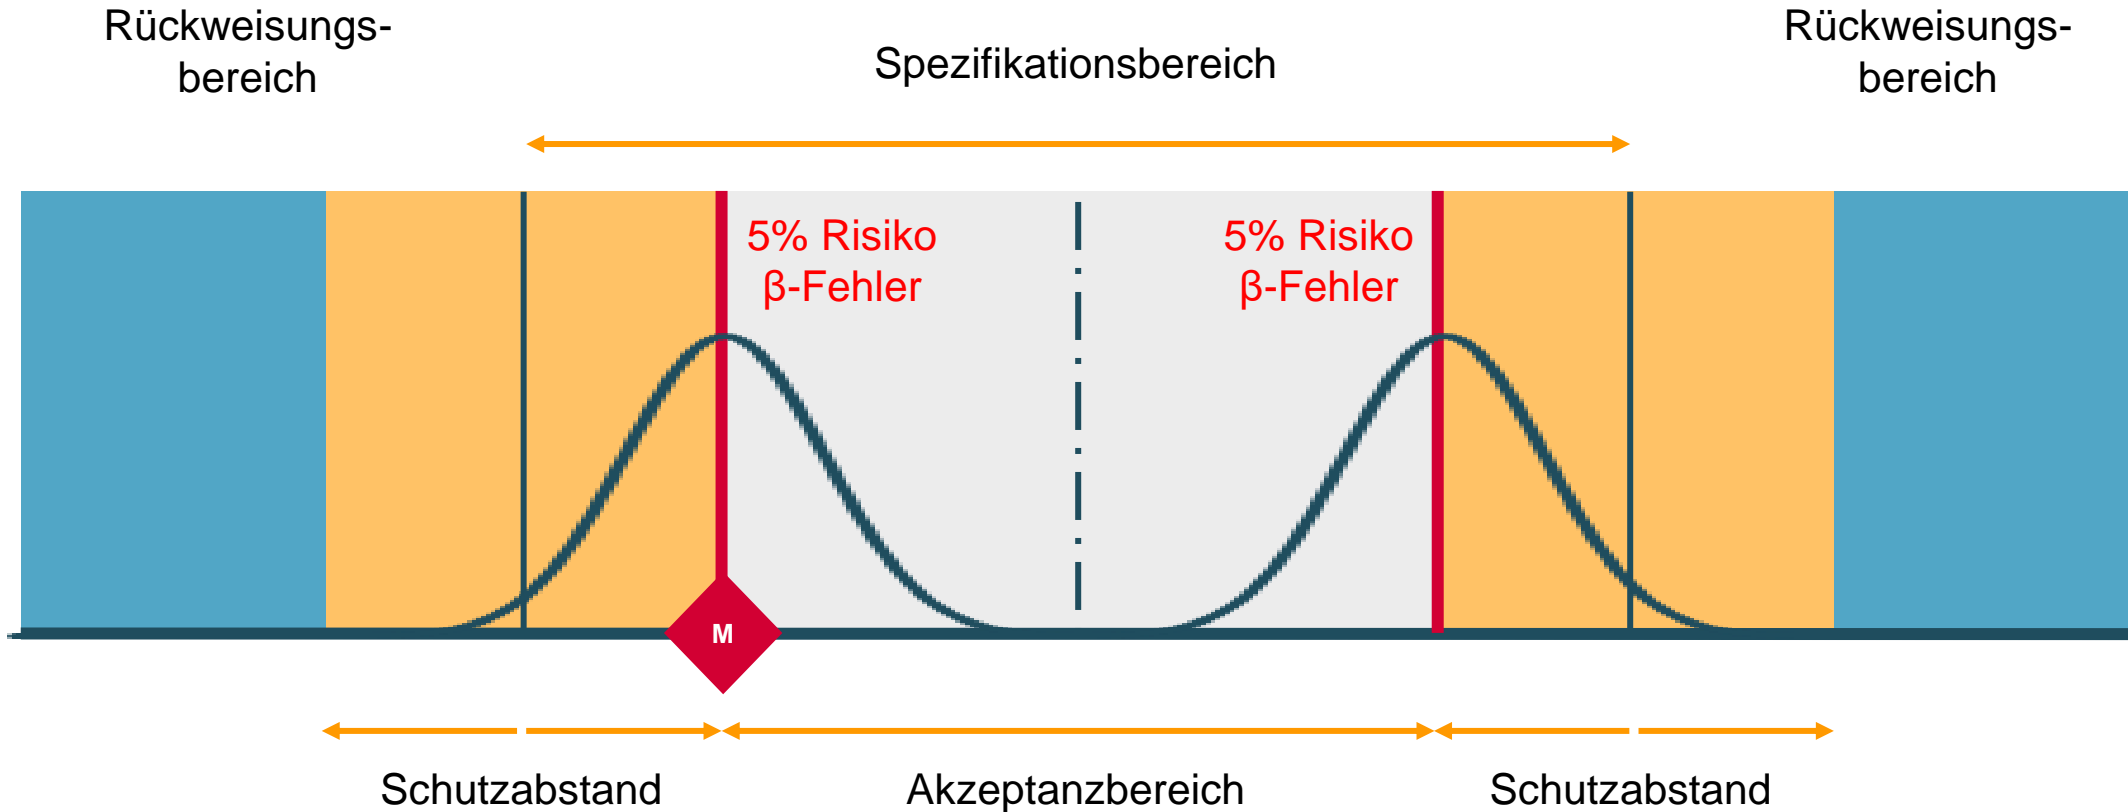 Rückweisungs-
bereich
Spezifikationsbereich
Rückweisungs-
bereich
5% Risiko
β-Fehler
5% Risiko
β-Fehler
M
Schutzabstand
Akzeptanzbereich
Schutzabstand